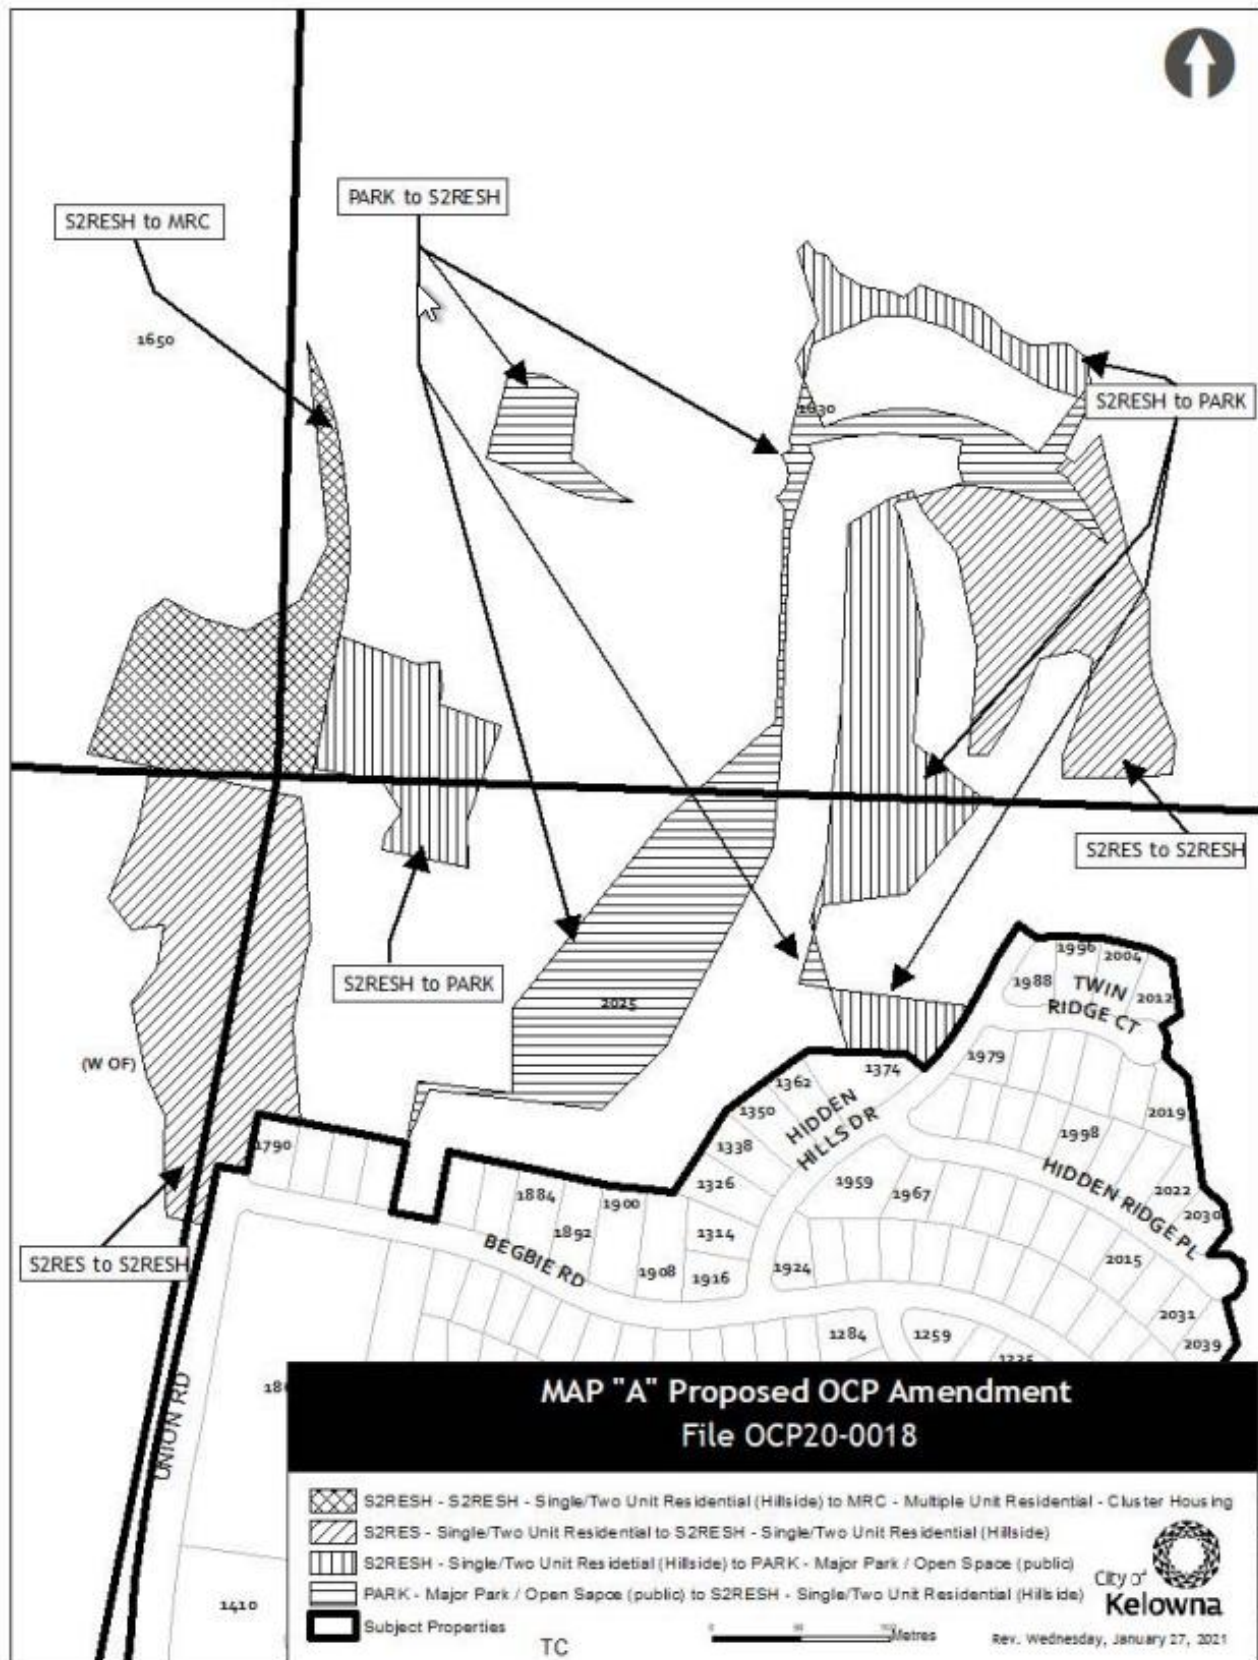 S2RESH to MRC
PARK to S2RESH
1650
1630
S2RESH to PARK
S2RES to S2RESH
S2RESH to PARK
2025
(W OF)
1996
2004
1988
TWIN
RIDGE CT
2012
1979
1374
1362
1350
HIDDEN
HILLS DR
1338
1326
2019
1998
HIDDEN RIDGE PL
2022
2030
1790
1884
1900
1892
1959
1967
1314
BEGBIE RD
1908
1916
1924
2015
S2RES to S2RESH
2031
2039
1284
1259
UNION RD
MAP "A" Proposed OCP Amendment
File OCP20-0018
S2RESH - S2RESH - Single/Two Unit Residential (Hillside) to MRC - Multiple Unit Residential - Cluster Housing
S2RES - Single/Two Unit Residential to S2RESH - Single/Two Unit Residential (Hillside)
S2RESH - Single/Two Unit Residetial (Hillside) to PARK - Major Park / Open Space (public)
PARK - Major Park / Open Sapce (public) to S2RESH - Single/Two Unit Residential (Hillside)
Subject Properties
1410
TC
Metres
City of
Kelowna
Rev. Wednesday, January 27, 2021